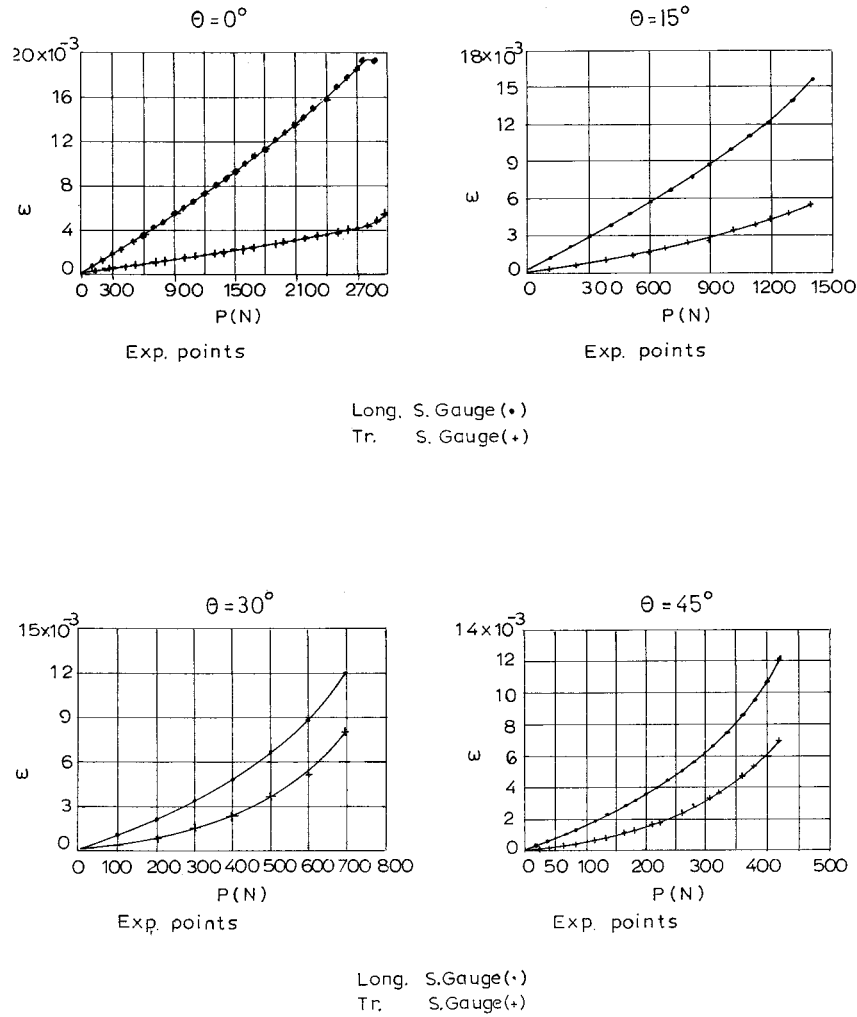 θ = 0°
20×10⁻³
16
12
8
4
0
ε
0 300 900 1500 2100 2700
P(N)
Exp. points
θ = 15°
18×10⁻³
15
12
9
6
3
0
ε
0 300 600 900 1200 1500
P(N)
Exp. points
Long. S. Gauge (•)
Tr. S. Gauge (+)
θ = 30°
15×10⁻³
12
9
6
3
0
ε
0 100 200 300 400 500 600 700 800
P(N)
Exp. points
θ = 45°
14×10⁻³
12
10
8
6
4
2
0
ε
0 50 100 200 300 400 500
P(N)
Exp. points
Long. S.Gauge(•)
Tr. S.Gauge(+)